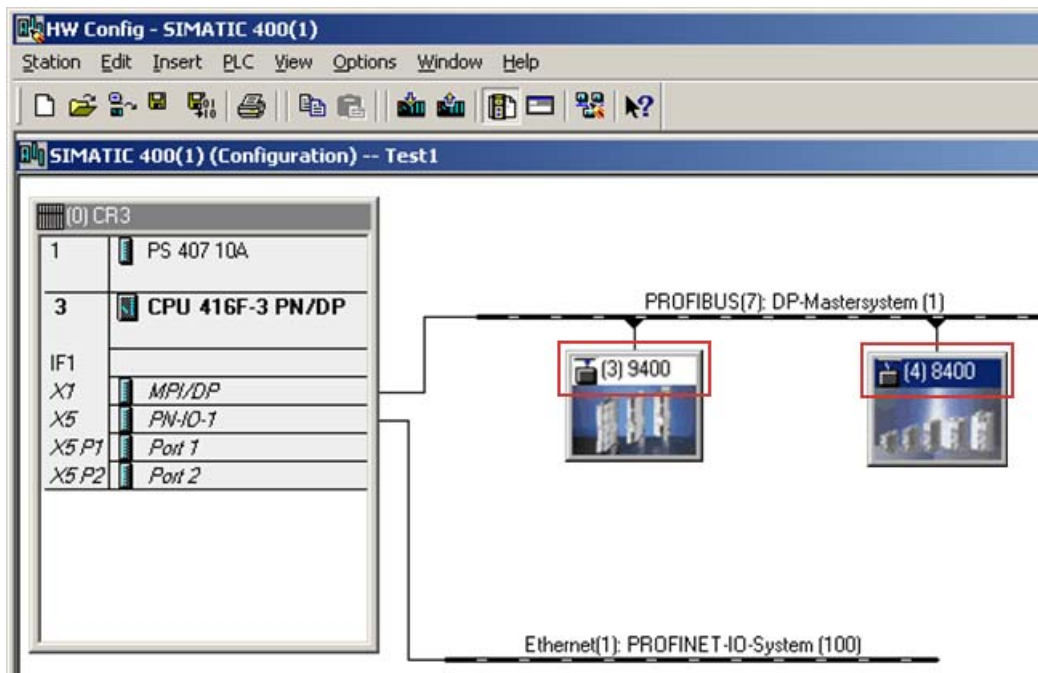 HW Config - SIMATIC 400(1)
Station Edit Insert PLC View Options Window Help
SIMATIC 400(1) (Configuration) -- Test1
(0) CR3
1 PS 407 10A
3 CPU 416F-3 PN/DP
IF1
X1 MPI/DP
X5 PN-IO-1
X5 P1 Port 1
X5 P2 Port 2
PROFIBUS(7): DP-Mastersystem (1)
(3) 9400
(4) 8400
Ethernet(1): PROFINET-IO-System (100)